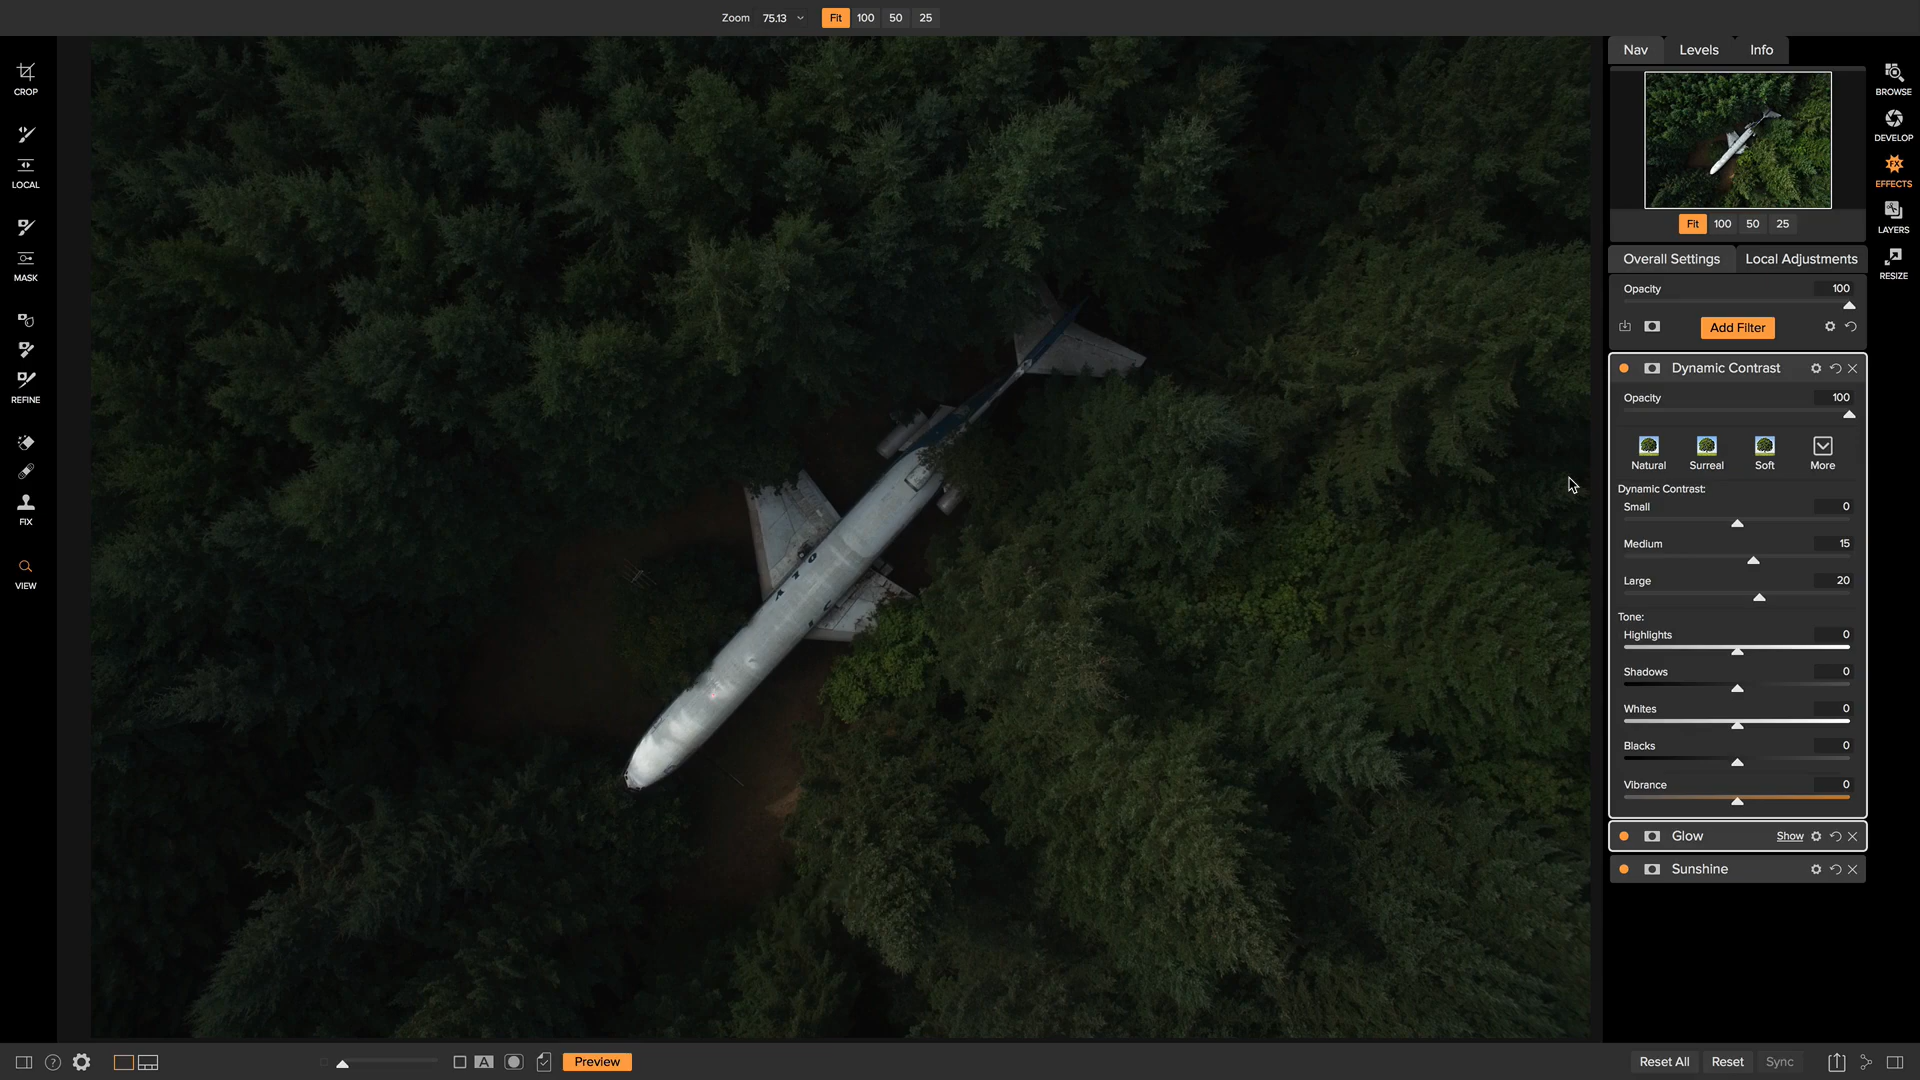 Zoom 75.13 Fit 100 50 25
CROP
LOCAL
MASK
REFINE
FIX
VIEW
Nav Levels Info
Fit 100 50 25
BROWSE
DEVELOP
FX
EFFECTS
LAYERS
RESIZE
Overall Settings Local Adjustments
Opacity 100
Add Filter
Dynamic Contrast
Opacity 100
Natural Surreal Soft More
Dynamic Contrast:
Small 0
Medium 15
Large 20
Tone:
Highlights 0
Shadows 0
Whites 0
Blacks 0
Vibrance 0
Glow Show
Sunshine
? A Preview
Reset All Reset Sync